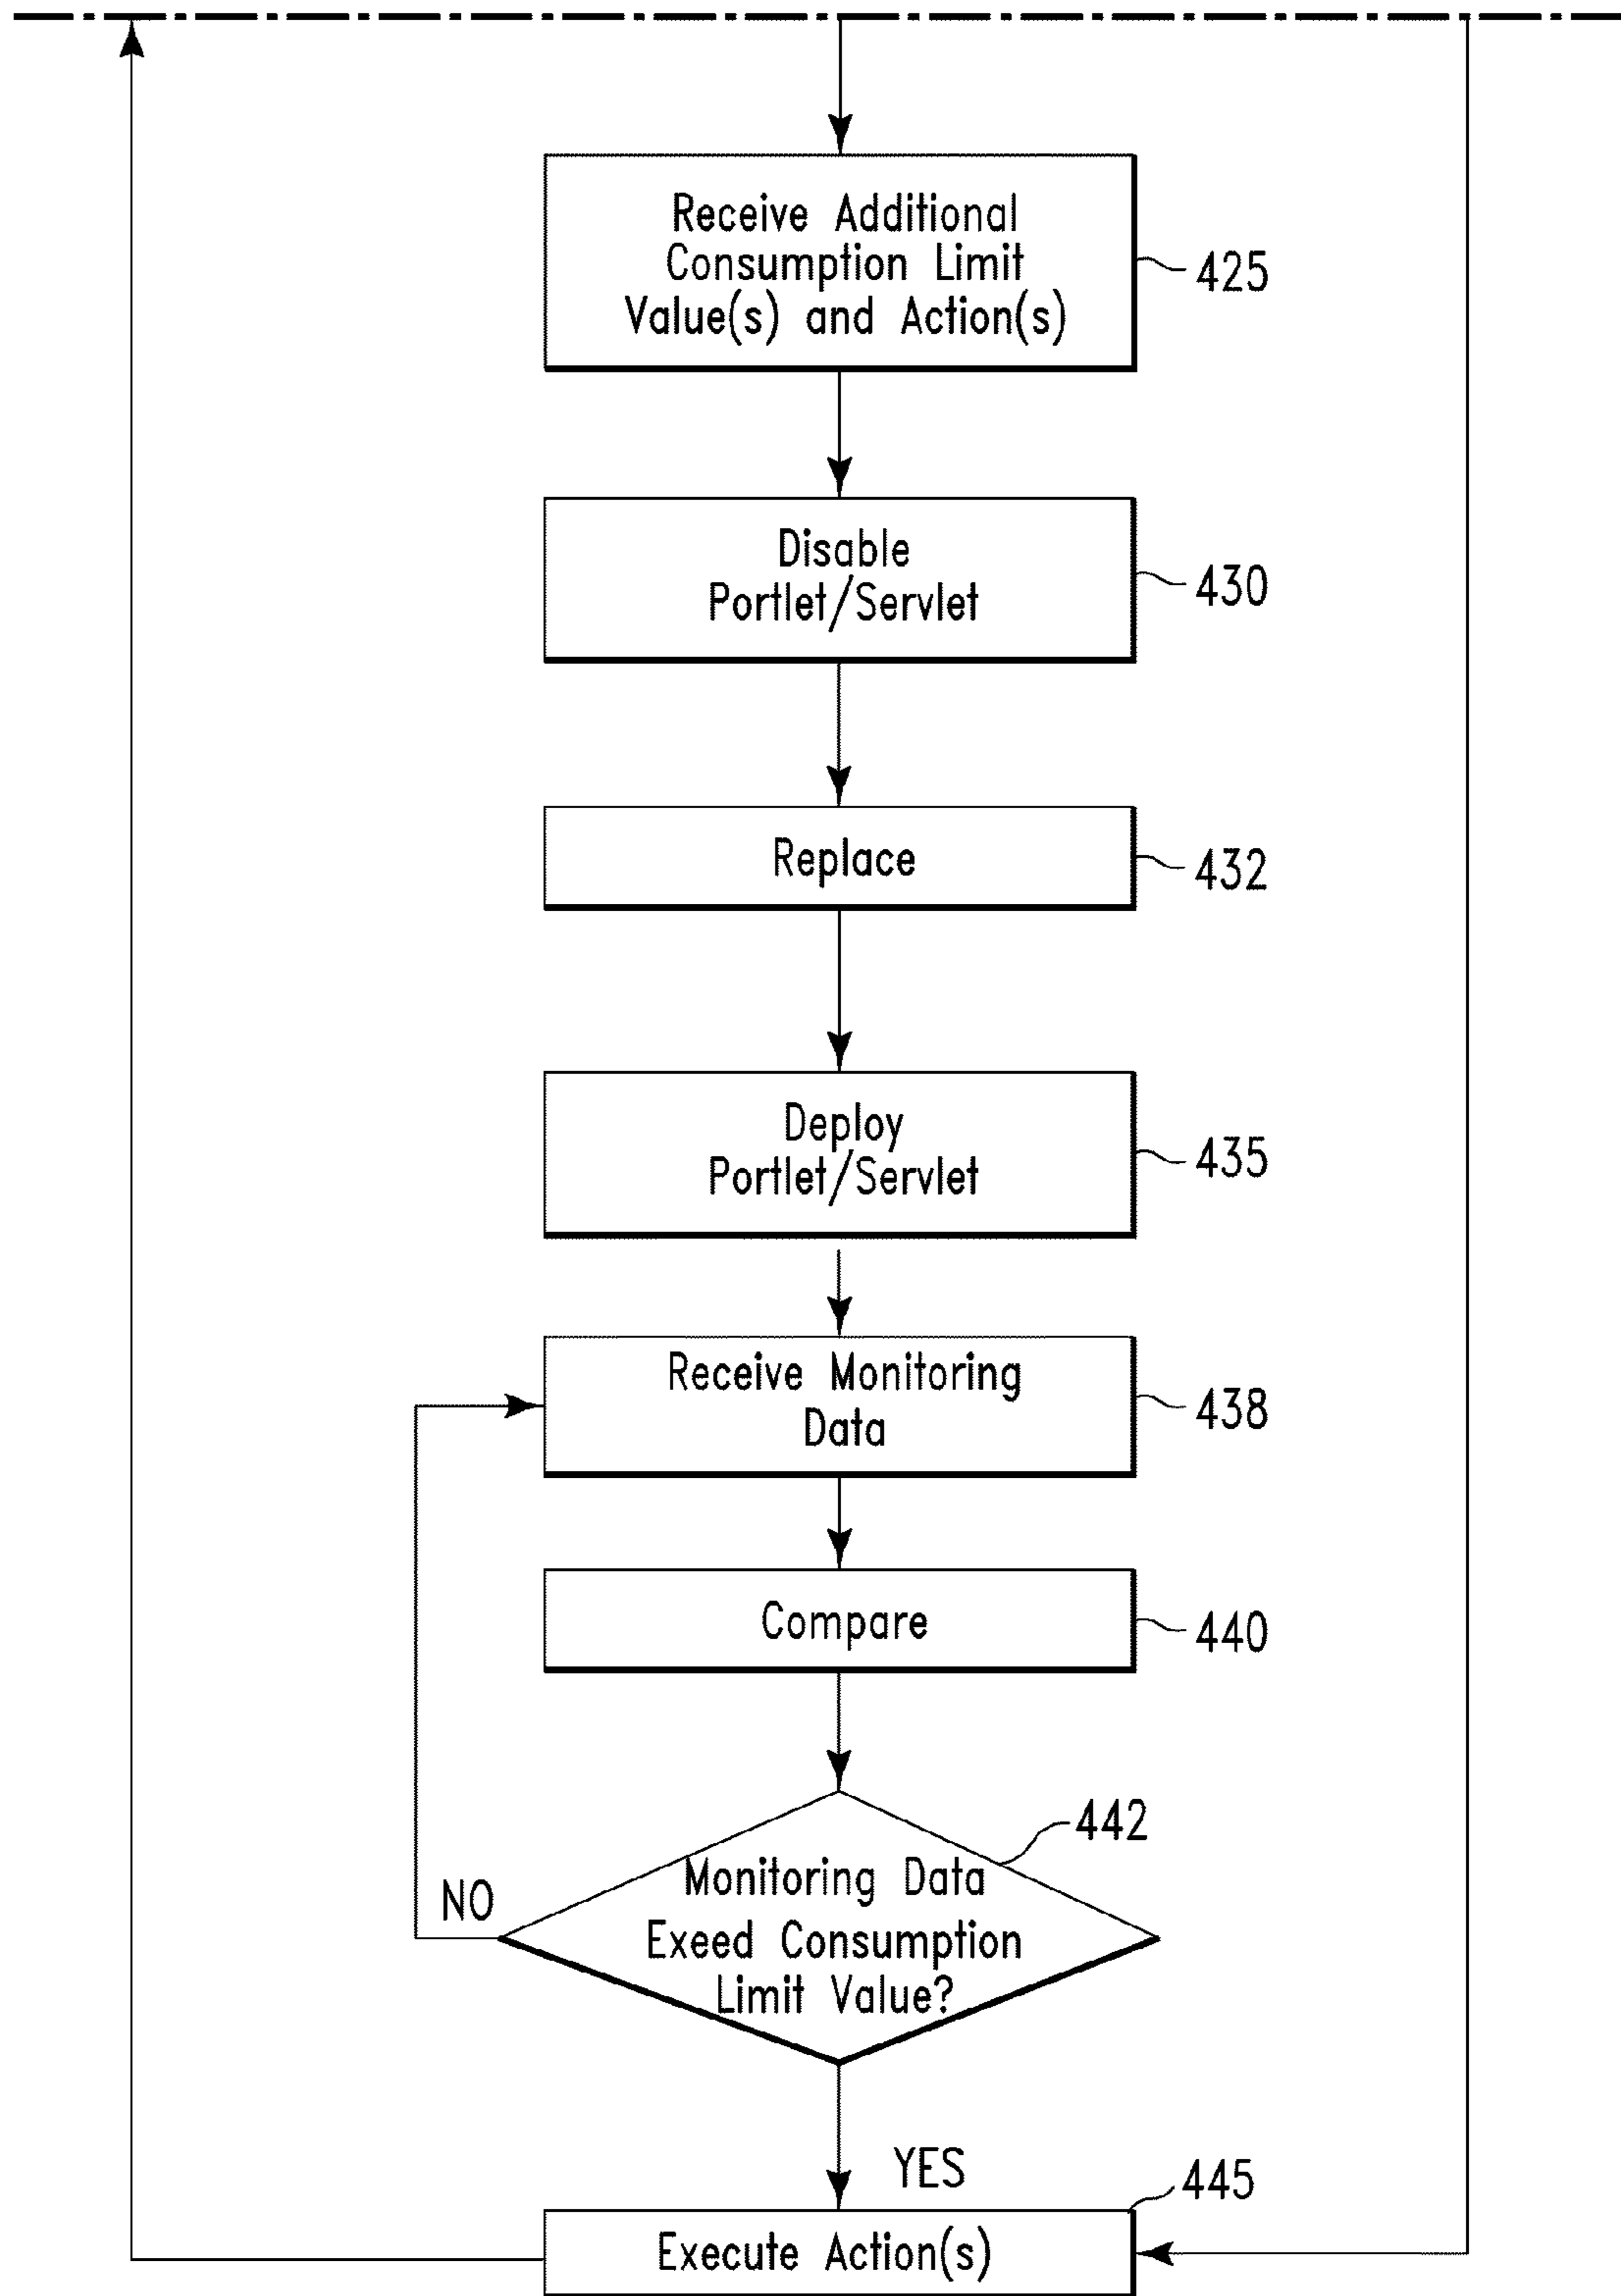 Receive Additional
Consumption Limit
Value(s) and Action(s)
425
Disable
Portlet/Servlet
430
Replace
432
Deploy
Portlet/Servlet
435
Receive Monitoring
Data
438
Compare
440
442
Monitoring Data
Exeed Consumption
Limit Value?
NO
YES
445
Execute Action(s)